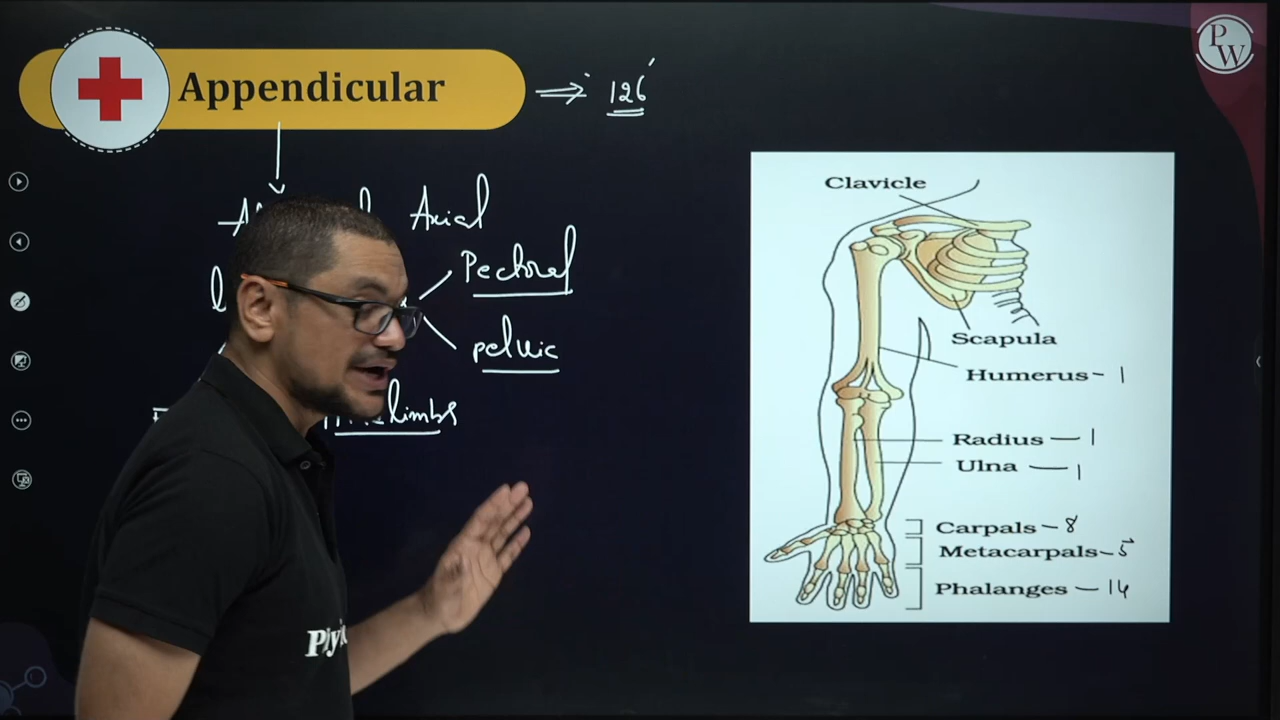 PW
Appendicular ⇒ 126
Axial
Pectoral
pelvic
limbs
Clavicle
Scapula
Humerus - 1
Radius - 1
Ulna - 1
Carpals - 8
Metacarpals - 5
Phalanges - 14